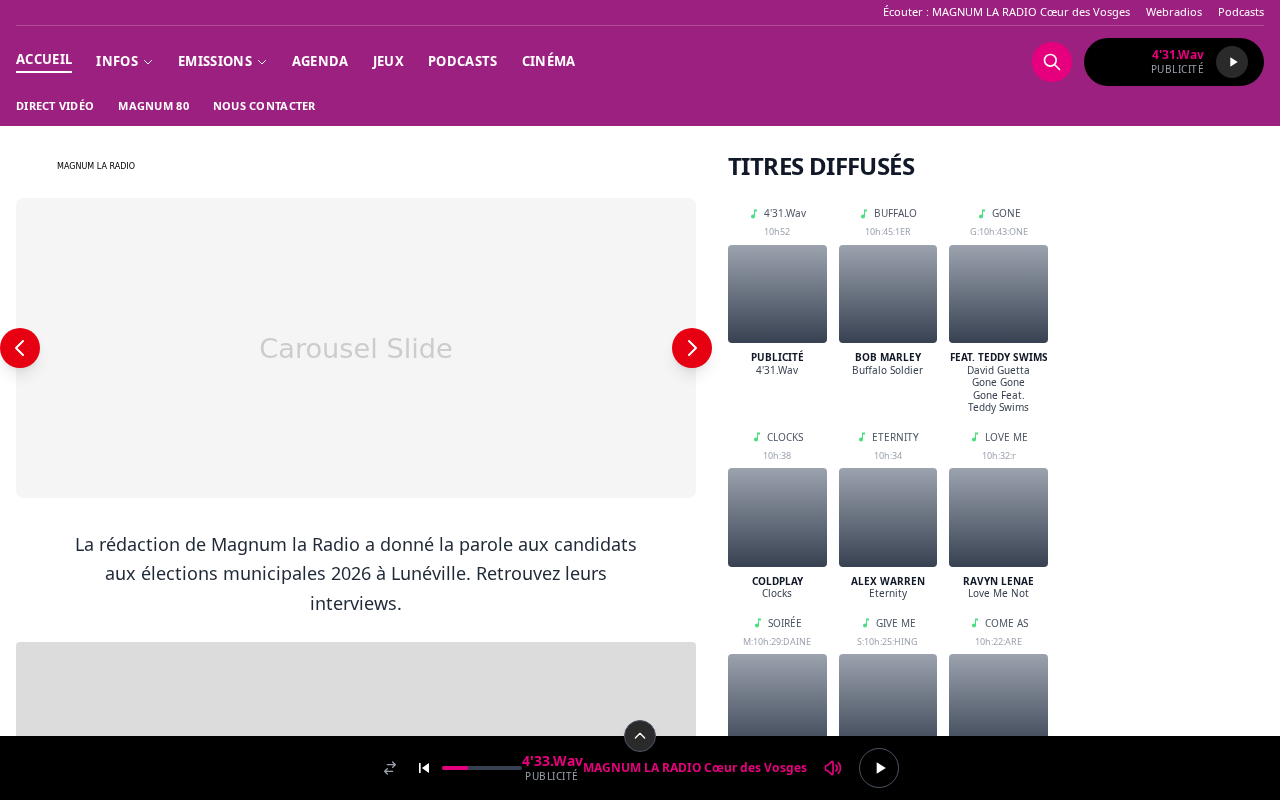 Écouter : MAGNUM LA RADIO Cœur des Vosges Webradios Podcasts
ACCUEIL INFOS EMISSIONS AGENDA JEUX PODCASTS CINÉMA
4'31.Wav
PUBLICITÉ
DIRECT VIDÉO MAGNUM 80 NOUS CONTACTER
MAGNUM LA RADIO
Carousel Slide
La rédaction de Magnum la Radio a donné la parole aux candidats
aux élections municipales 2026 à Lunéville. Retrouvez leurs
interviews.
TITRES DIFFUSÉS
4'31.Wav
10h52
PUBLICITÉ
4'31.Wav
BUFFALO
10h:45:1ER
BOB MARLEY
Buffalo Soldier
GONE
G:10h:43:ONE
FEAT. TEDDY SWIMS
David Guetta
Gone Gone
Gone Feat.
Teddy Swims
CLOCKS
10h:38
COLDPLAY
Clocks
ETERNITY
10h:34
ALEX WARREN
Eternity
LOVE ME
10h:32:r
RAVYN LENAE
Love Me Not
SOIRÉE
M:10h:29:DAINE
GIVE ME
S:10h:25:HING
COME AS
10h:22:ARE
4'33.Wav
PUBLICITÉ
MAGNUM LA RADIO Cœur des Vosges